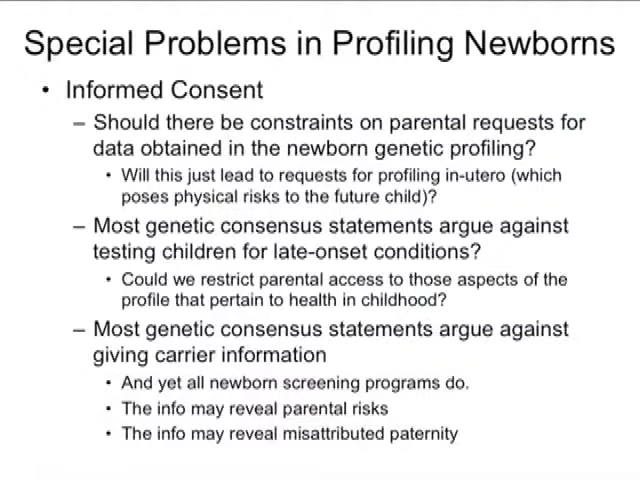 Special Problems in Profiling Newborns
• Informed Consent
– Should there be constraints on parental requests for
data obtained in the newborn genetic profiling?
• Will this just lead to requests for profiling in-utero (which
poses physical risks to the future child)?
– Most genetic consensus statements argue against
testing children for late-onset conditions?
• Could we restrict parental access to those aspects of the
profile that pertain to health in childhood?
– Most genetic consensus statements argue against
giving carrier information
• And yet all newborn screening programs do.
• The info may reveal parental risks
• The info may reveal misattributed paternity